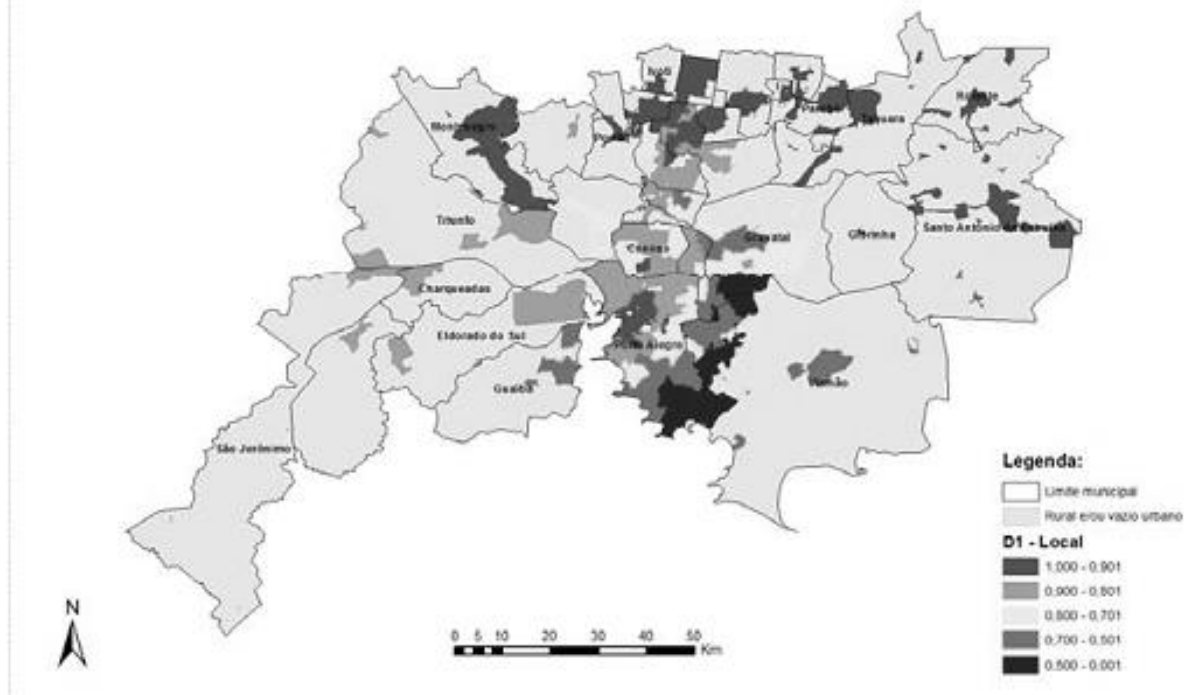 Ivoti
Montenegro
Taquara
Rolante
Triunfo
Canoas
Gravataí
Glorinha
Santo Antônio da
Charqueadas
Eldorado do Sul
Porto Alegre
Guaíba
Viamão
São Jerônimo
Legenda:
Limite municipal
Rural e/ou vazio urbano
D1 - Local
1,000 - 0,901
0,900 - 0,801
0,800 - 0,701
0,700 - 0,501
0,500 - 0,001
N
0 5 10 20 30 40 50
Km